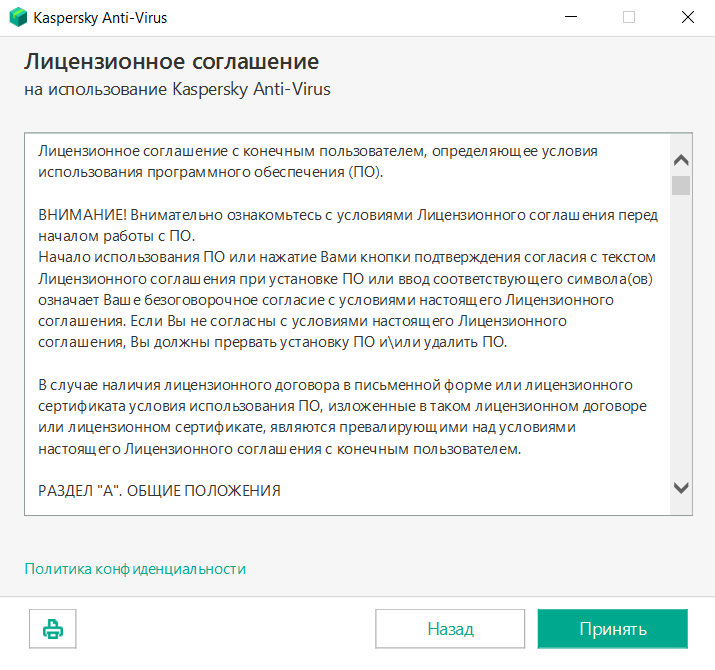 Kaspersky Anti-Virus
Лицензионное соглашение
на использование Kaspersky Anti-Virus
Лицензионное соглашение с конечным пользователем, определяющее условия
использования программного обеспечения (ПО).
ВНИМАНИЕ! Внимательно ознакомьтесь с условиями Лицензионного соглашения перед
началом работы с ПО.
Начало использования ПО или нажатие Вами кнопки подтверждения согласия с текстом
Лицензионного соглашения при установке ПО или ввод соответствующего символа(ов)
означает Ваше безоговорочное согласие с условиями настоящего Лицензионного
соглашения. Если Вы не согласны с условиями настоящего Лицензионного
соглашения, Вы должны прервать установку ПО и\или удалить ПО.
В случае наличия лицензионного договора в письменной форме или лицензионного
сертификата условия использования ПО, изложенные в таком лицензионном договоре
или лицензионном сертификате, являются превалирующими над условиями
настоящего Лицензионного соглашения с конечным пользователем.
РАЗДЕЛ "А". ОБЩИЕ ПОЛОЖЕНИЯ
Политика конфиденциальности
Назад
Принять